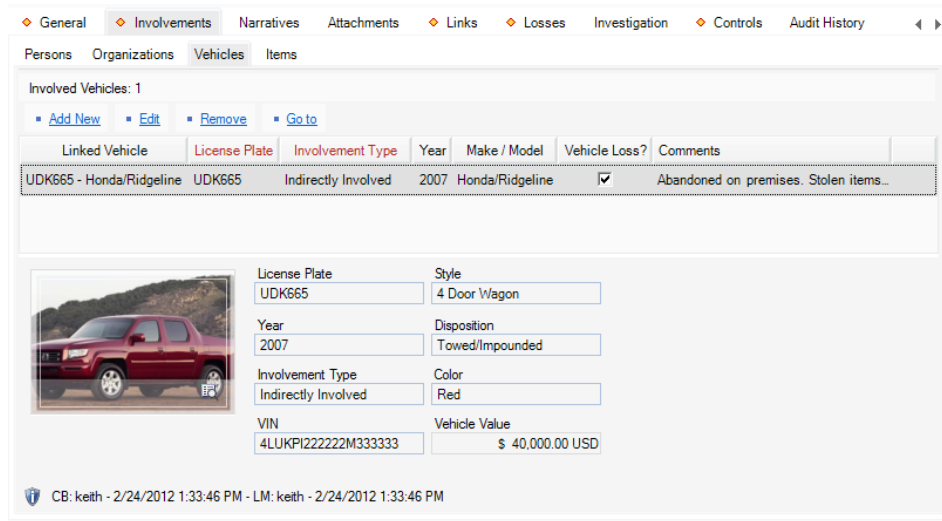 General Involvements Narratives Attachments Links Losses Investigation Controls Audit History
Persons Organizations Vehicles Items
Involved Vehicles: 1
Add New Edit Remove Go to
Linked Vehicle License Plate Involvement Type Year Make / Model Vehicle Loss? Comments
UDK665 - Honda/Ridgeline UDK665 Indirectly Involved 2007 Honda/Ridgeline Abandoned on premises. Stolen items...
License Plate Style
UDK665 4 Door Wagon
Year Disposition
2007 Towed/Impounded
Involvement Type Color
Indirectly Involved Red
VIN Vehicle Value
4LUKPI222222M333333 $ 40,000.00 USD
CB: keith - 2/24/2012 1:33:46 PM - LM: keith - 2/24/2012 1:33:46 PM